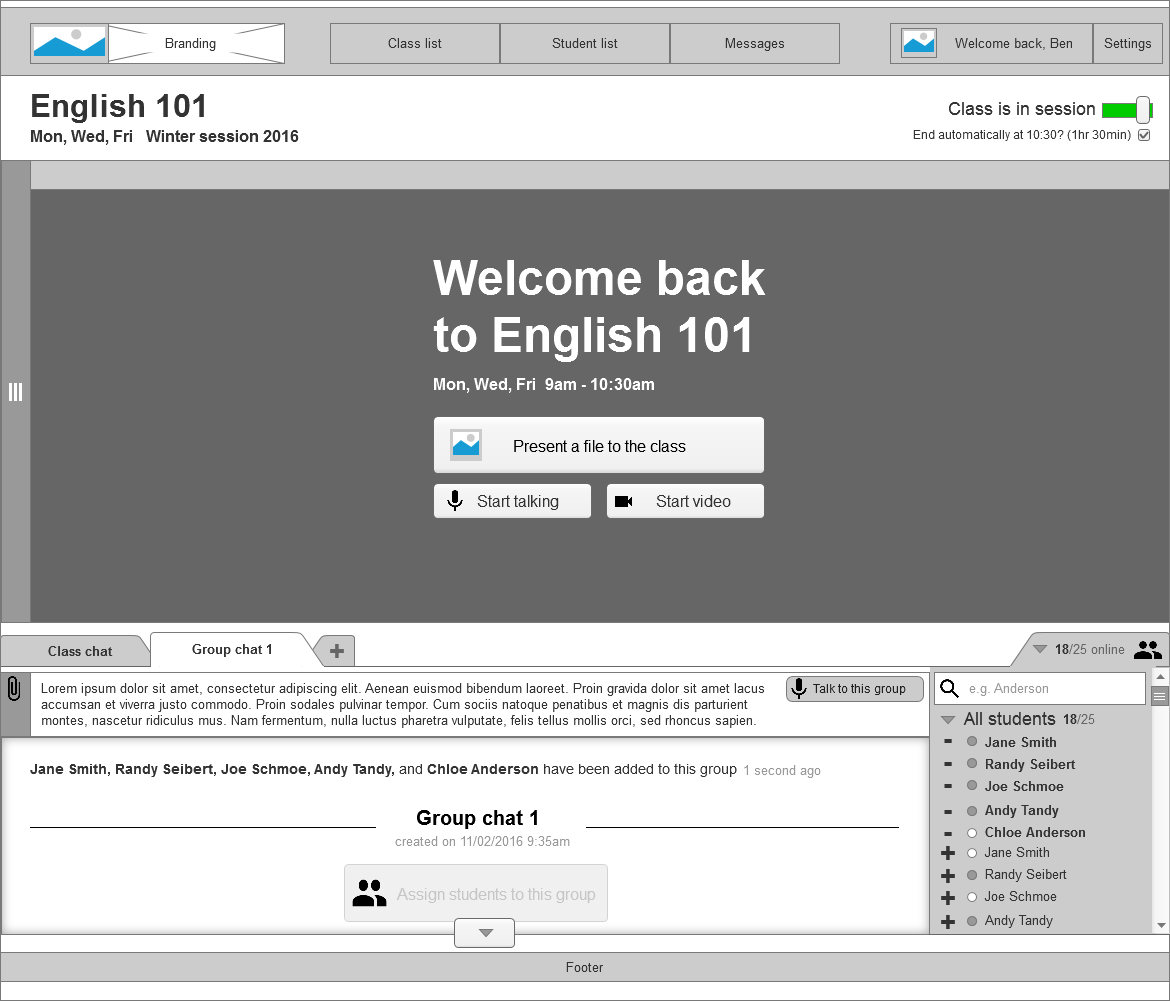 Branding
Class list
Student list
Messages
Welcome back, Ben
Settings
English 101
Mon, Wed, Fri   Winter session 2016
Class is in session
End automatically at 10:30? (1hr 30min)
Welcome back
to English 101
Mon, Wed, Fri  9am - 10:30am
Present a file to the class
Start talking
Start video
Class chat
Group chat 1
18/25 online
Lorem ipsum dolor sit amet, consectetur adipiscing elit. Aenean euismod bibendum laoreet. Proin gravida dolor sit amet lacus
accumsan et viverra justo commodo. Proin sodales pulvinar tempor. Cum sociis natoque penatibus et magnis dis parturient
montes, nascetur ridiculus mus. Nam fermentum, nulla luctus pharetra vulputate, felis tellus mollis orci, sed rhoncus sapien.
Talk to this group
Jane Smith, Randy Seibert, Joe Schmoe, Andy Tandy, and Chloe Anderson have been added to this group 1 second ago
Group chat 1
created on 11/02/2016 9:35am
Assign students to this group
e.g. Anderson
All students 18/25
Jane Smith
Randy Seibert
Joe Schmoe
Andy Tandy
Chloe Anderson
Jane Smith
Randy Seibert
Joe Schmoe
Andy Tandy
Footer